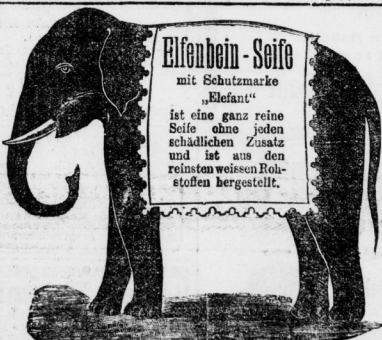 Elfenbein - Seife
mit Schutzmarke
„Elefant“
ist eine ganz reine
Seife ohne jeden
schädlichen Zusatz
und ist aus den
reinsten weissen Roh-
stoffen hergestellt.